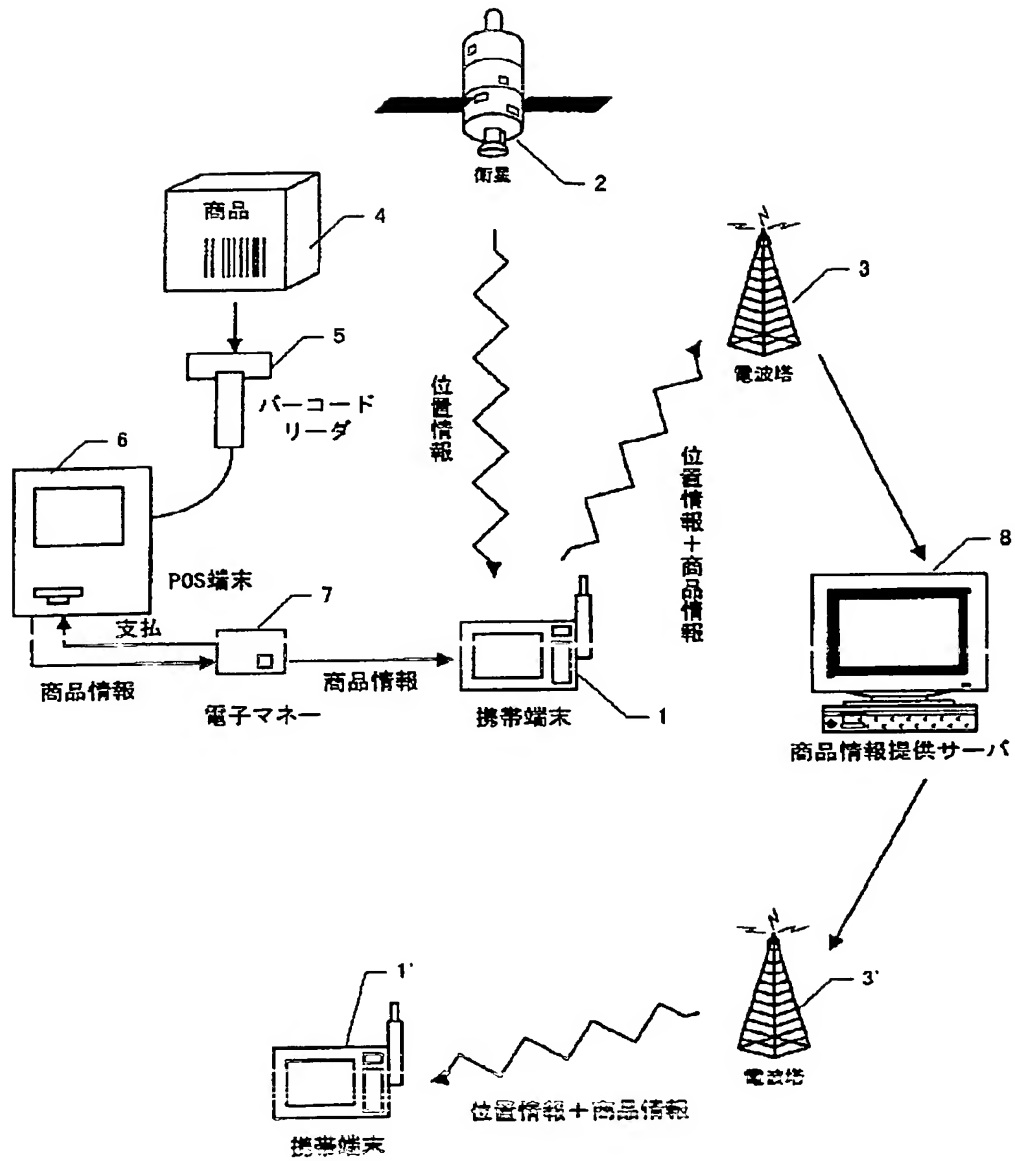 衛星
2
商品
4
3
電波塔
5
バーコード
リーダ
位置情報
位置情報＋商品情報
6
POS端末
8
7
支払
商品情報
電子マネー
商品情報
携帯端末
1
商品情報提供サーバ
1'
3'
電波塔
位置情報＋商品情報
携帯端末